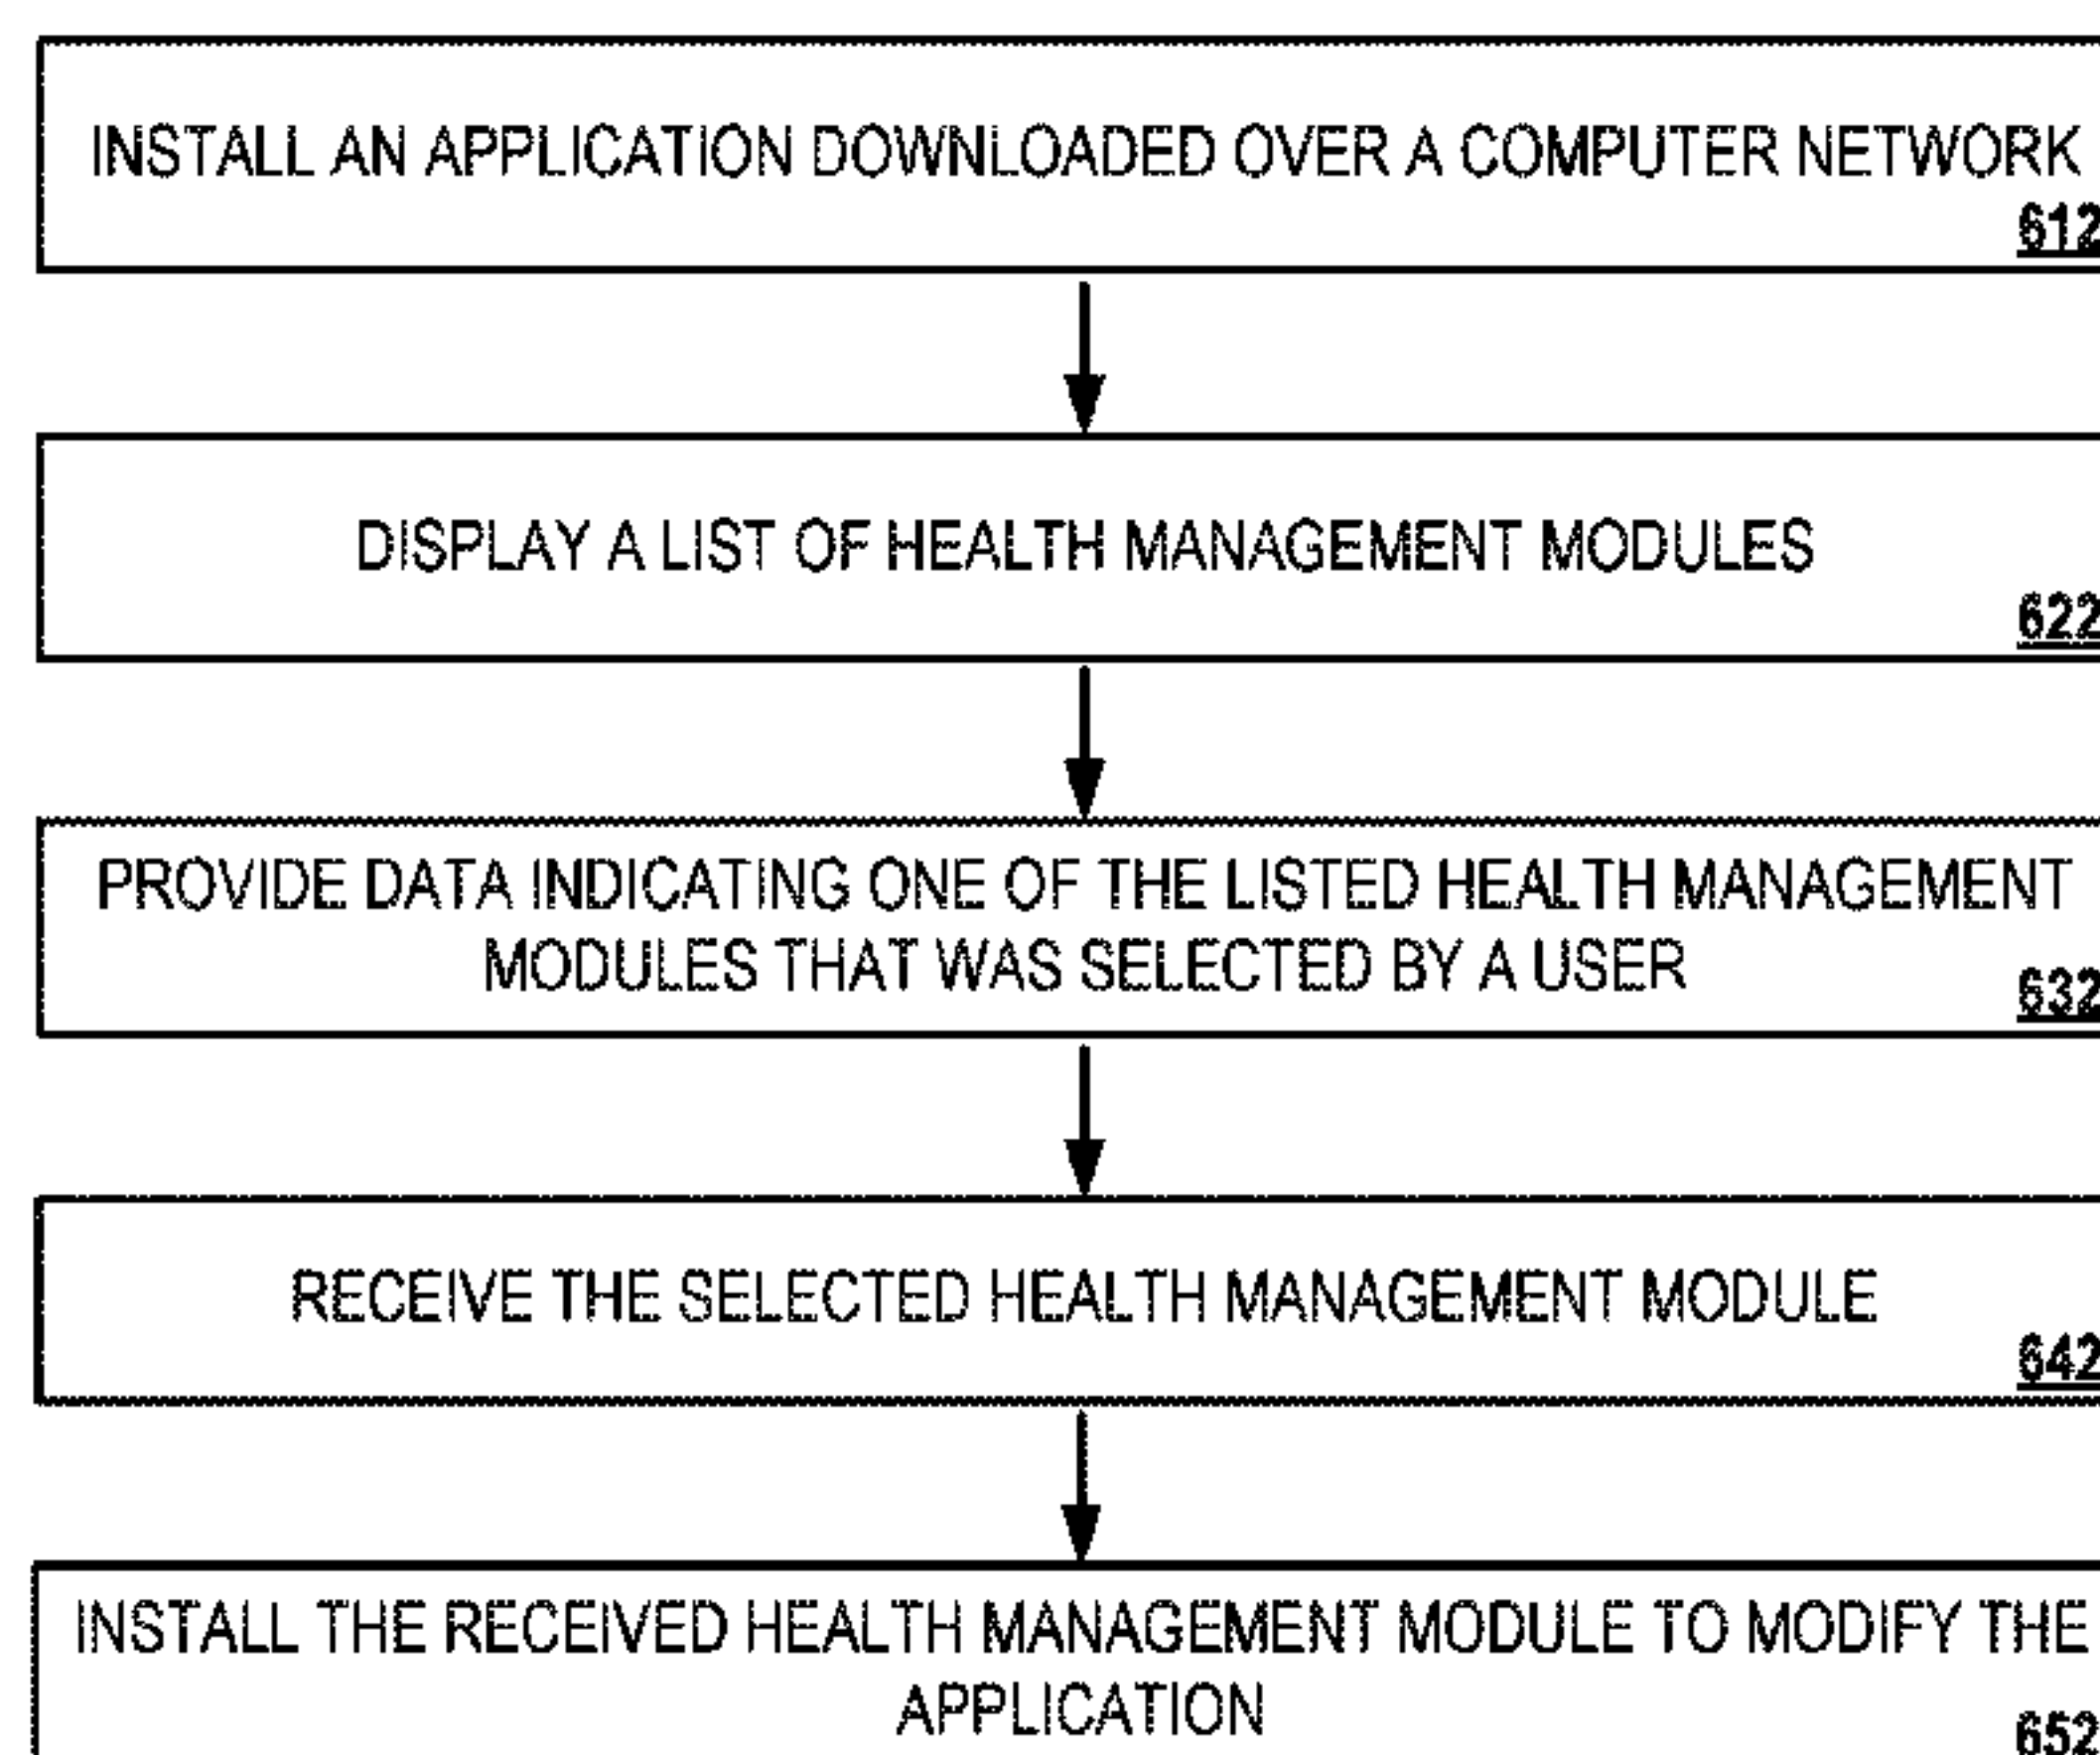 INSTALL AN APPLICATION DOWNLOADED OVER A COMPUTER NETWORK
612
DISPLAY A LIST OF HEALTH MANAGEMENT MODULES
622
PROVIDE DATA INDICATING ONE OF THE LISTED HEALTH MANAGEMENT
MODULES THAT WAS SELECTED BY A USER
632
RECEIVE THE SELECTED HEALTH MANAGEMENT MODULE
642
INSTALL THE RECEIVED HEALTH MANAGEMENT MODULE TO MODIFY THE
APPLICATION
652